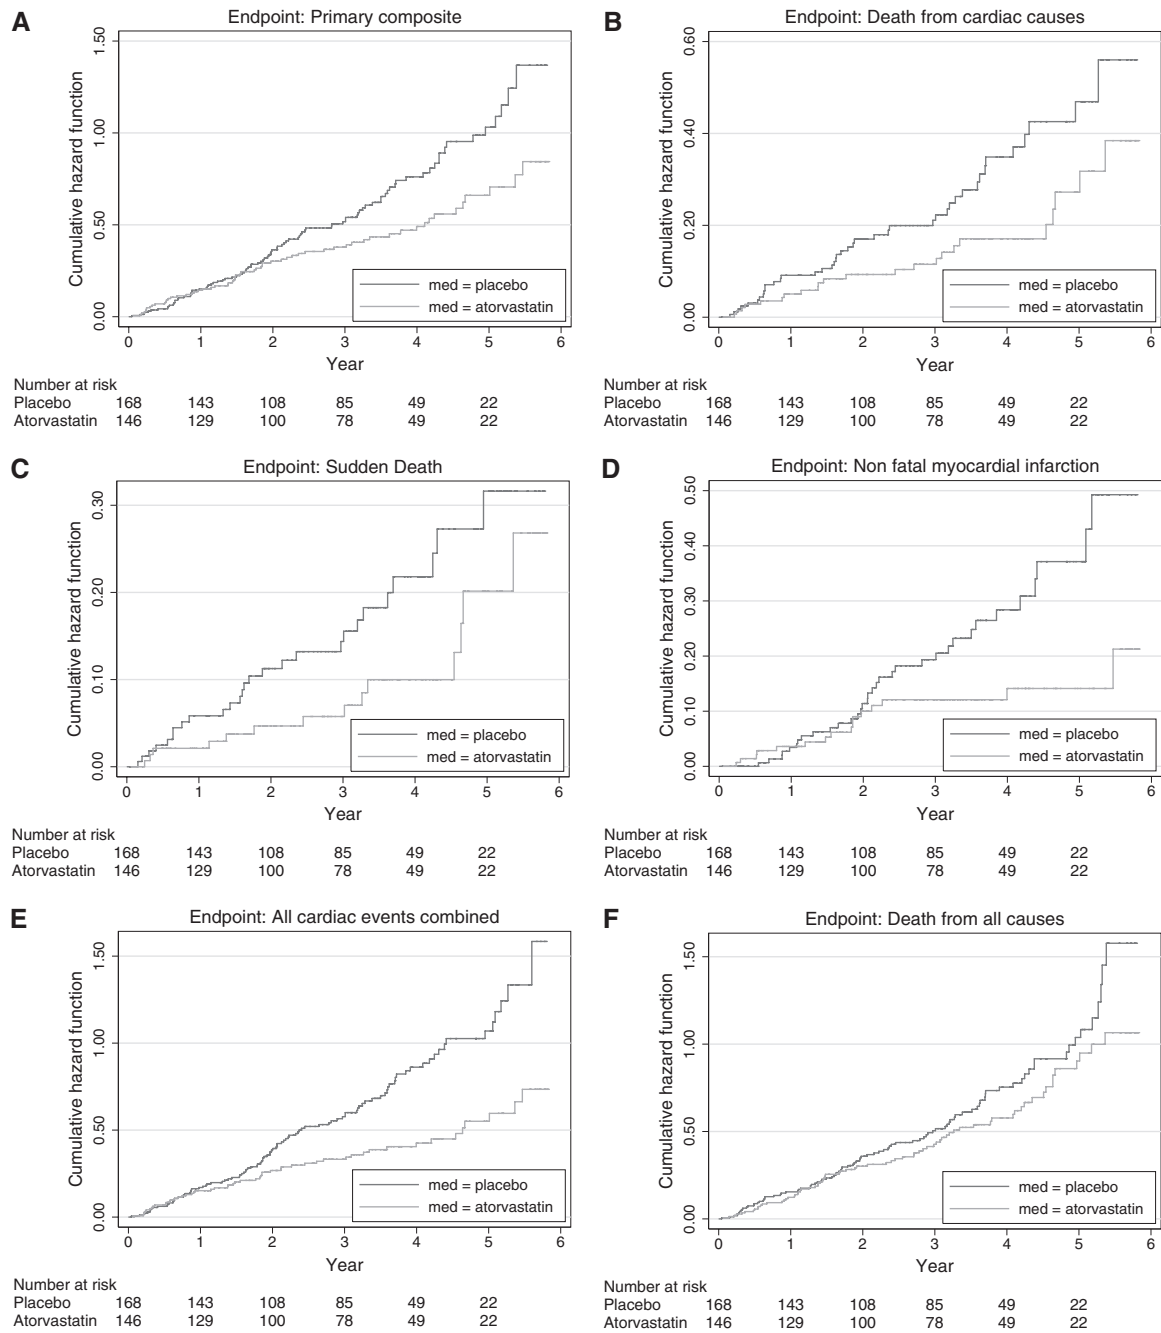 A
Endpoint: Primary composite
Cumulative hazard function
1.50
1.00
0.50
0.00
med = placebo
med = atorvastatin
0 1 2 3 4 5 6
Year
Number at risk
Placebo 168 143 108 85 49 22
Atorvastatin 146 129 100 78 49 22
B
Endpoint: Death from cardiac causes
Cumulative hazard function
0.60
0.40
0.20
0.00
med = placebo
med = atorvastatin
0 1 2 3 4 5 6
Year
Number at risk
Placebo 168 143 108 85 49 22
Atorvastatin 146 129 100 78 49 22
C
Endpoint: Sudden Death
Cumulative hazard function
0.30
0.20
0.10
0.00
med = placebo
med = atorvastatin
0 1 2 3 4 5 6
Year
Number at risk
Placebo 168 143 108 85 49 22
Atorvastatin 146 129 100 78 49 22
D
Endpoint: Non fatal myocardial infarction
Cumulative hazard function
0.50
0.40
0.30
0.20
0.10
0.00
med = placebo
med = atorvastatin
0 1 2 3 4 5 6
Year
Number at risk
Placebo 168 143 108 85 49 22
Atorvastatin 146 129 100 78 49 22
E
Endpoint: All cardiac events combined
Cumulative hazard function
1.50
1.00
0.50
0.00
med = placebo
med = atorvastatin
0 1 2 3 4 5 6
Year
Number at risk
Placebo 168 143 108 85 49 22
Atorvastatin 146 129 100 78 49 22
F
Endpoint: Death from all causes
Cumulative hazard function
1.50
1.00
0.50
0.00
med = placebo
med = atorvastatin
0 1 2 3 4 5 6
Year
Number at risk
Placebo 168 143 108 85 49 22
Atorvastatin 146 129 100 78 49 22